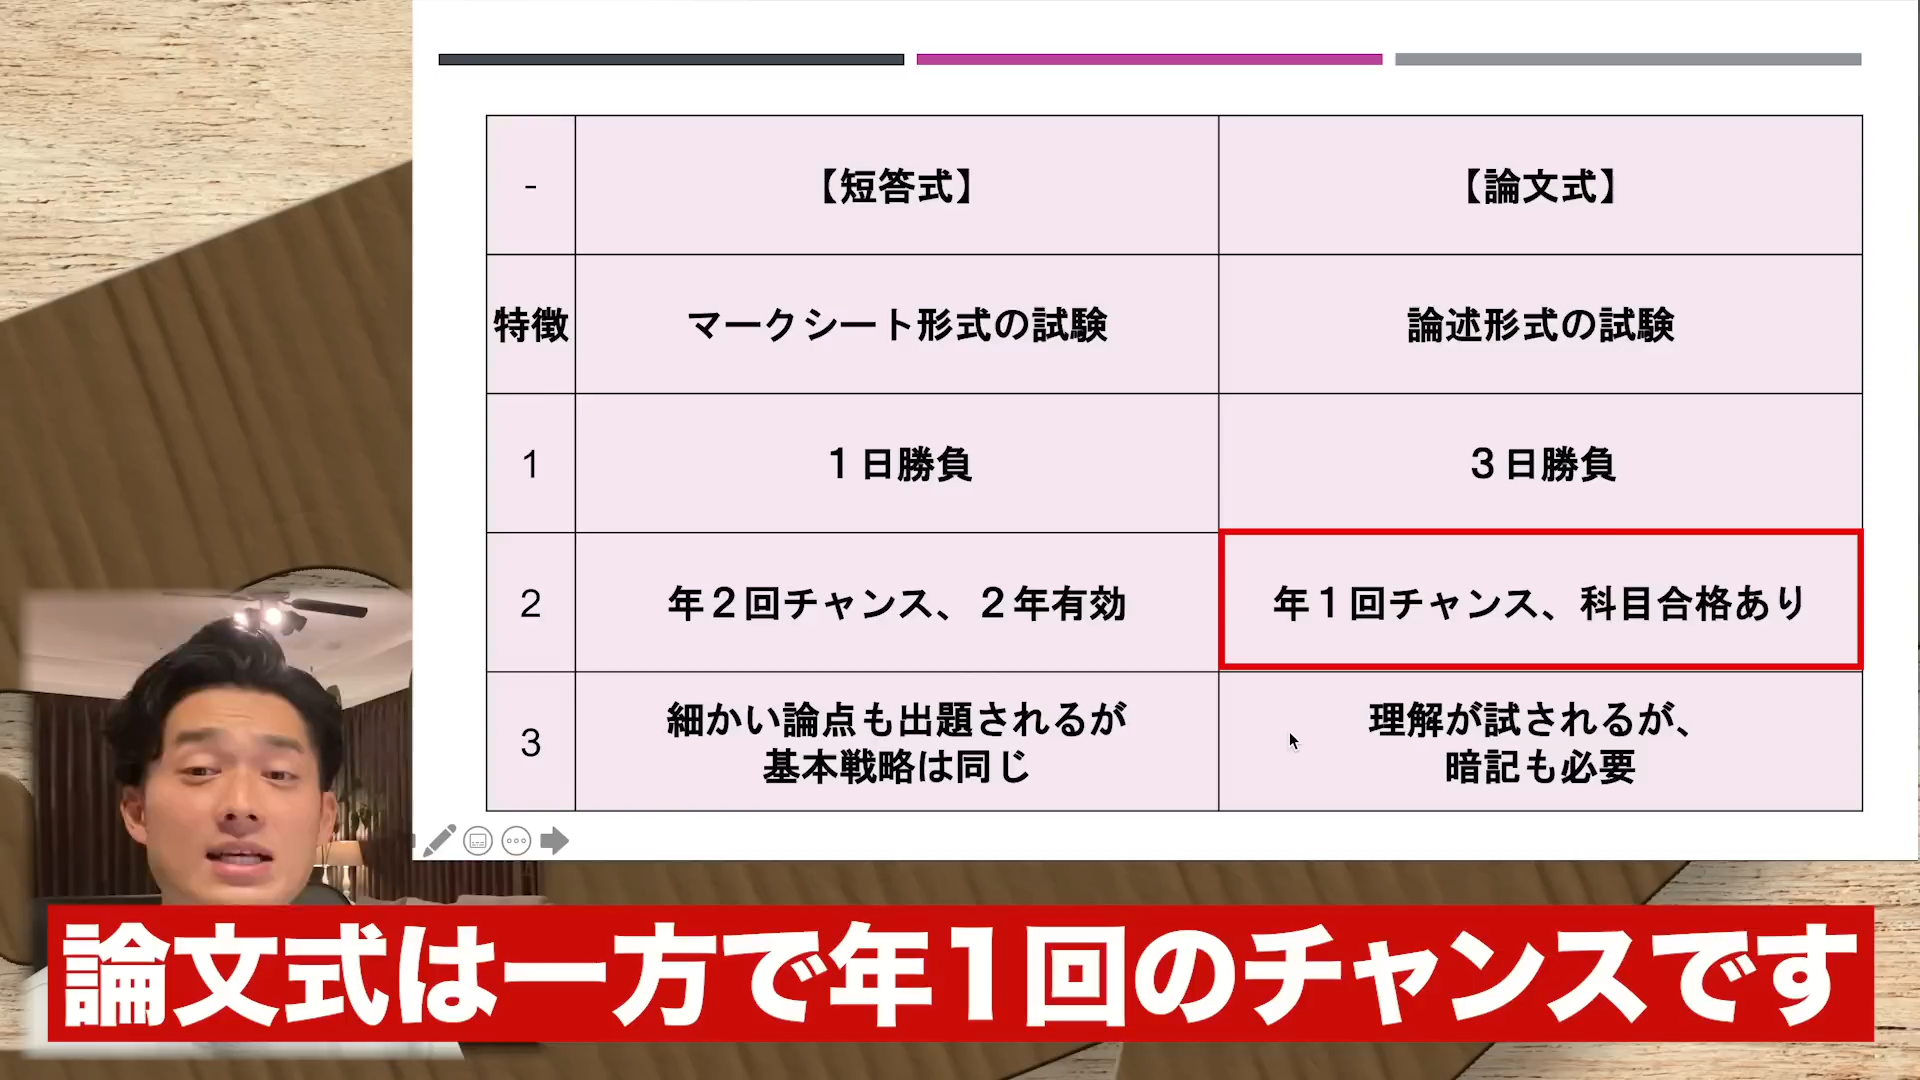 -
【短答式】
【論文式】
特徴
マークシート形式の試験
論述形式の試験
1
１日勝負
３日勝負
2
年２回チャンス、２年有効
年１回チャンス、科目合格あり
3
細かい論点も出題されるが
基本戦略は同じ
理解が試されるが、
暗記も必要
論文式は一方で年1回のチャンスです